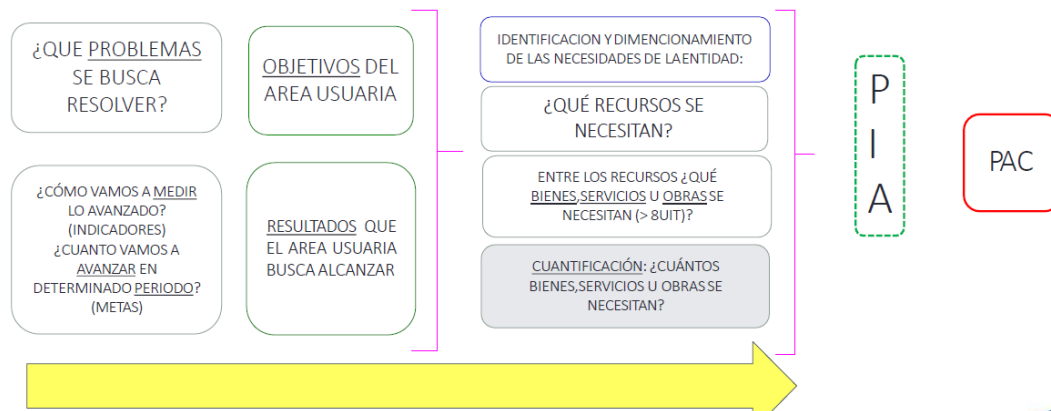 ¿QUE PROBLEMAS
SE BUSCA
RESOLVER?
OBJETIVOS DEL
AREA USUARIA
¿CÓMO VAMOS A MEDIR
LO AVANZADO?
(INDICADORES)
¿CUANTO VAMOS A
AVANZAR EN
DETERMINADO PERIODO?
(METAS)
RESULTADOS QUE
EL AREA USUARIA
BUSCA ALCANZAR
IDENTIFICACION Y DIMENCIONAMIENTO
DE LAS NECESIDADES DE LA ENTIDAD:
¿QUÉ RECURSOS SE
NECESITAN?
ENTRE LOS RECURSOS ¿QUÉ
BIENES,SERVICIOS U OBRAS SE
NECESITAN (> 8UIT)?
CUANTIFICACIÓN: ¿CUÁNTOS
BIENES,SERVICIOS U OBRAS SE
NECESITAN?
P
I
A
PAC